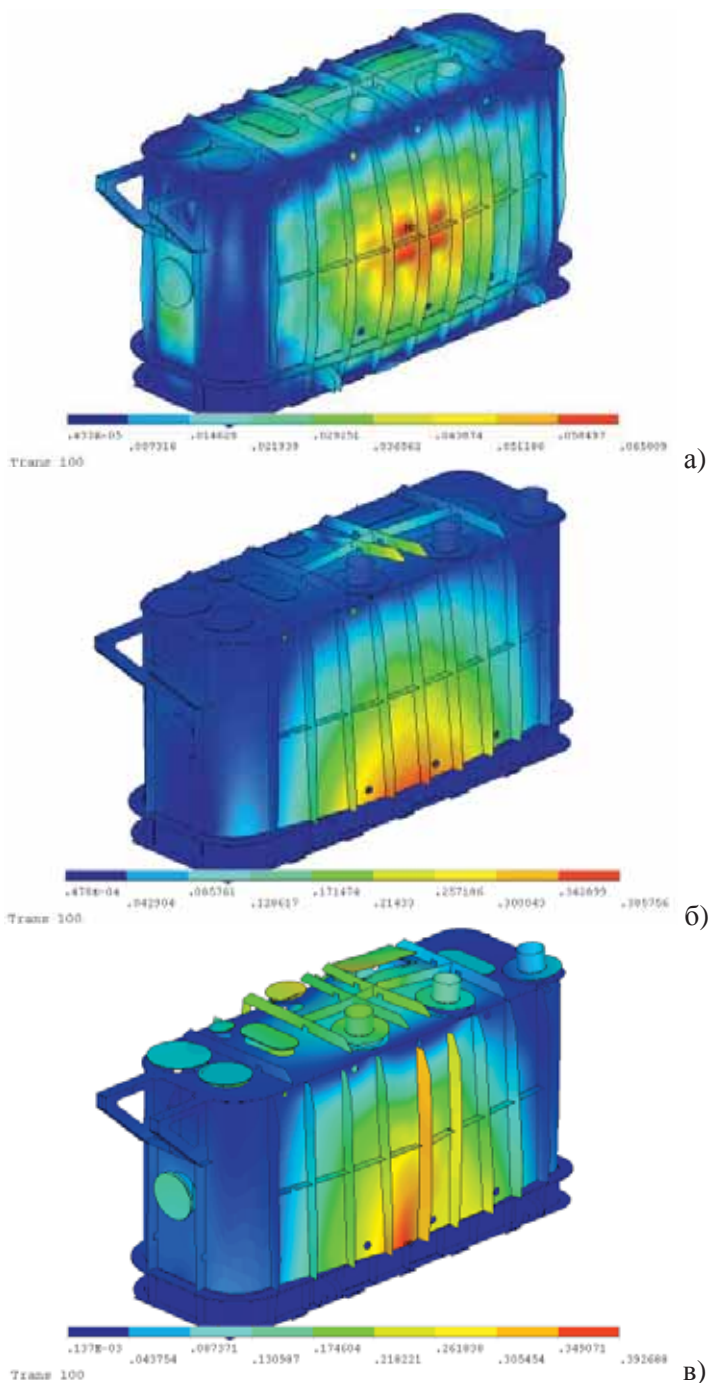 .433E-05 .014628 .029251 .043874 .058497
.007316 .021939 .036562 .051186 .065809
Trans 100
а)
.478E-04 .085761 .171474 .257186 .342899
.042904 .128617 .21433 .300043 .385756
Trans 100
б)
.137E-03 .087371 .174604 .261838 .349071
.043754 .130987 .218221 .305454 .392688
Trans 100
в)